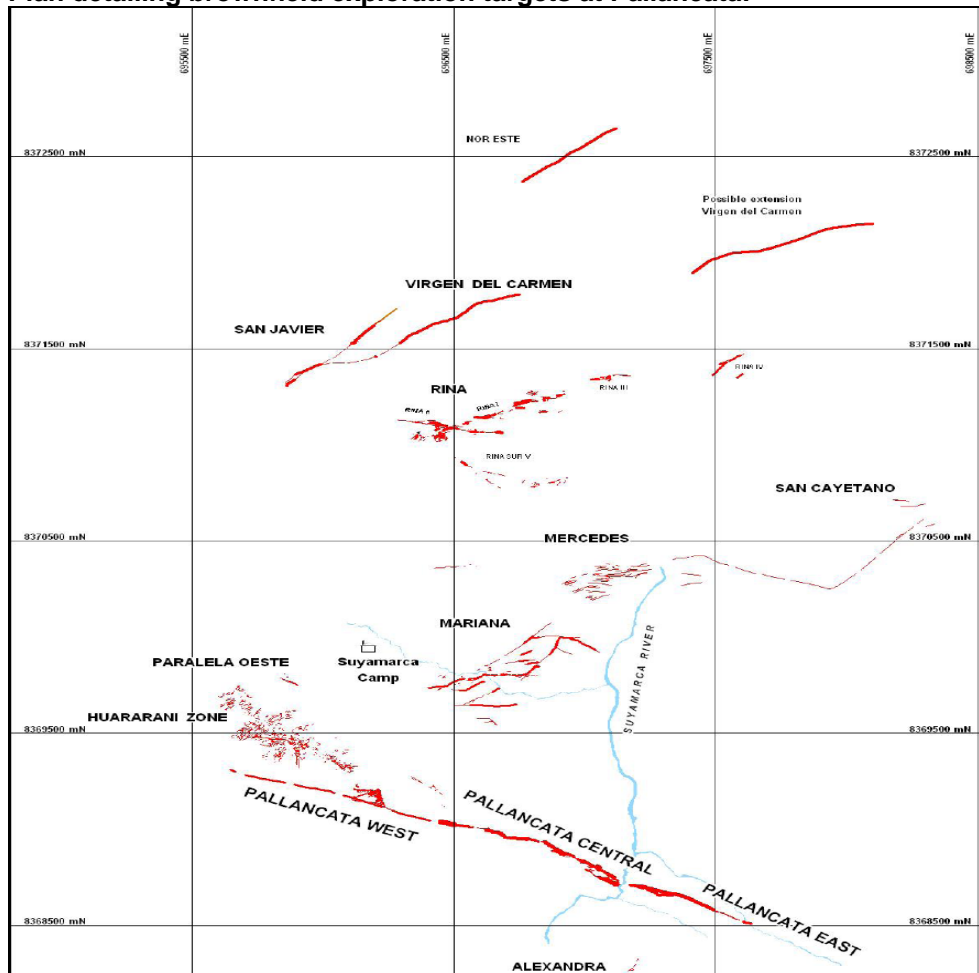 Plan detailing brownfield exploration targets at Pallancata.
695500 mE
696500 mE
697500 mE
698500 mE
NOR ESTE
8372500 mN
8372500 mN
Possible extension
Virgen del Carmen
VIRGEN DEL CARMEN
SAN JAVIER
8371500 mN
8371500 mN
RINA IV
RINA III
RINA
RINA II
RINA I
RINA SUR V
SAN CAYETANO
8370500 mN
8370500 mN
MERCEDES
MARIANA
SUYAMARCA RIVER
PARALELA OESTE
Suyamarca
Camp
HUARARANI ZONE
8369500 mN
8369500 mN
PALLANCATA WEST
PALLANCATA CENTRAL
PALLANCATA EAST
8368500 mN
8368500 mN
ALEXANDRA